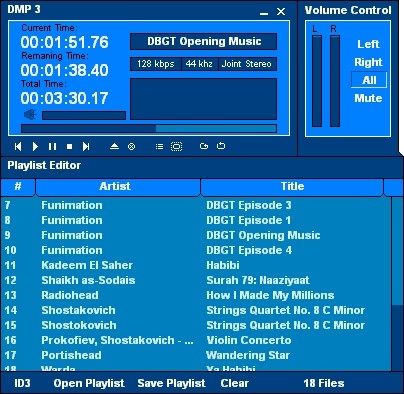 DMP 3
Current Time:
00:01:51.76
Remaning Time:
00:01:38.40
Total Time:
00:03:30.17
DBGT Opening Music
128 kbps 44 khz Joint Stereo
Volume Control
L R
Left
Right
All
Mute
Playlist Editor
# Artist Title
7 Funimation DBGT Episode 3
8 Funimation DBGT Episode 1
9 Funimation DBGT Opening Music
10 Funimation DBGT Episode 4
11 Kadeem El Saher Habibi
12 Shaikh as-Sodais Surah 79: Naaziyaat
13 Radiohead How I Made My Millions
14 Shostakovich Strings Quartet No. 8 C Minor
15 Shostokovich Strings Quartet No. 8 C Minor
16 Prokofiev, Shostakovich - ... Violin Concerto
17 Portishead Wandering Star
18 Warda Ya Habibi
ID3 Open Playlist Save Playlist Clear 18 Files